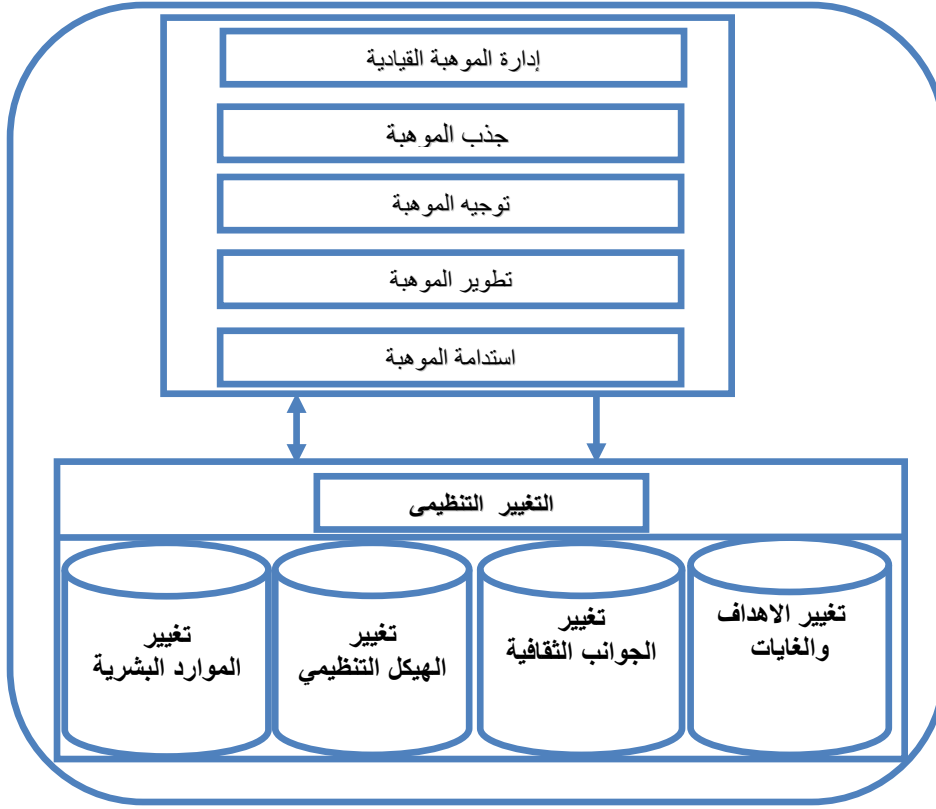 إدارة الموهبة القيادية
جذب الموهبة
توجيه الموهبة
تطوير الموهبة
استدامة الموهبة
التغيير التنظيمى
تغيير الاهداف
والغايات
تغيير
الجوانب الثقافية
تغيير
الهيكل التنظيمي
تغيير
الموارد البشرية